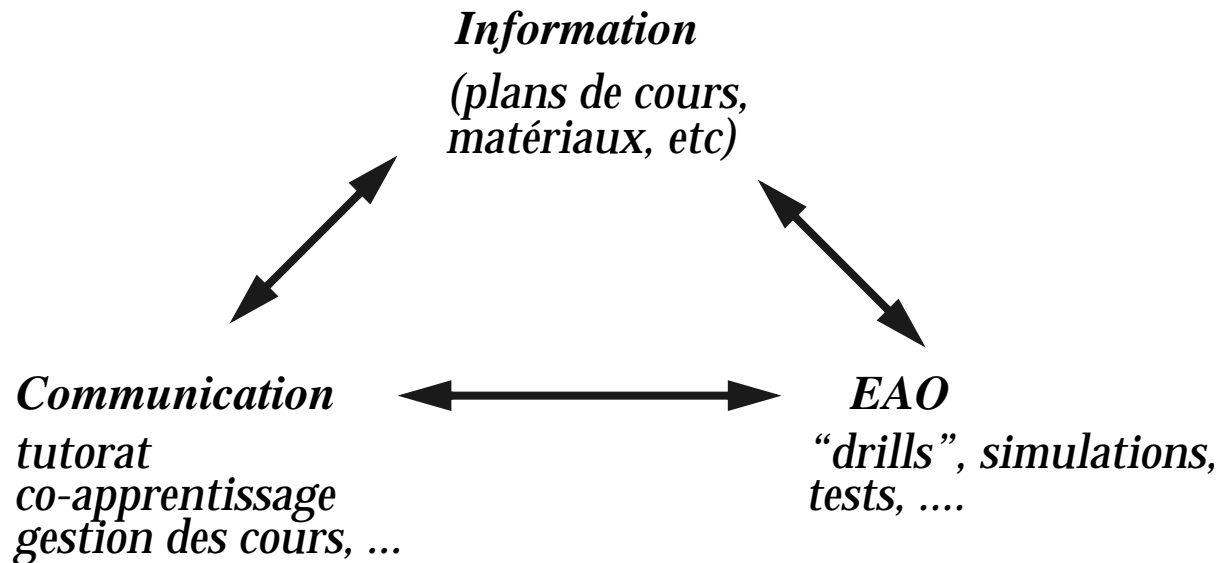 Information
(plans de cours,
matériaux, etc)
Communication
tutorat
co-apprentissage
gestion des cours, ...
EAO
“drills”, simulations,
tests, ....